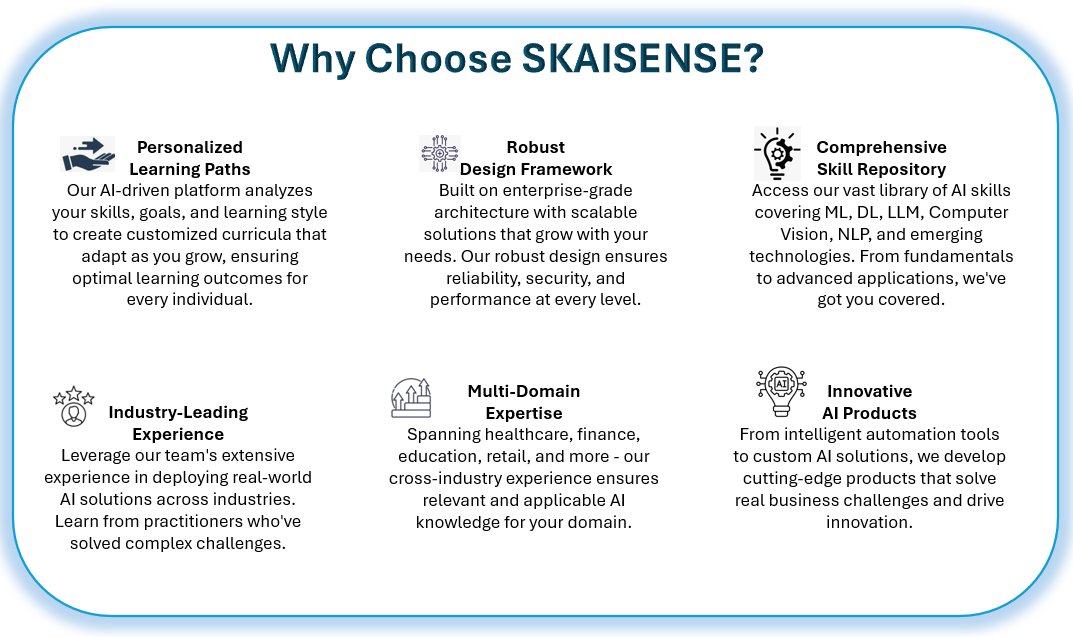 Why Choose SKAISENSE?
Personalized
Learning Paths
Our AI-driven platform analyzes
your skills, goals, and learning style
to create customized curricula that
adapt as you grow, ensuring
optimal learning outcomes for
every individual.
Robust
Design Framework
Built on enterprise-grade
architecture with scalable
solutions that grow with your
needs. Our robust design ensures
reliability, security, and
performance at every level.
Comprehensive
Skill Repository
Access our vast library of AI skills
covering ML, DL, LLM, Computer
Vision, NLP, and emerging
technologies. From fundamentals
to advanced applications, we've
got you covered.
Industry-Leading
Experience
Leverage our team's extensive
experience in deploying real-world
AI solutions across industries.
Learn from practitioners who've
solved complex challenges.
Multi-Domain
Expertise
Spanning healthcare, finance,
education, retail, and more - our
cross-industry experience ensures
relevant and applicable AI
knowledge for your domain.
AI
Innovative
AI Products
From intelligent automation tools
to custom AI solutions, we develop
cutting-edge products that solve
real business challenges and drive
innovation.